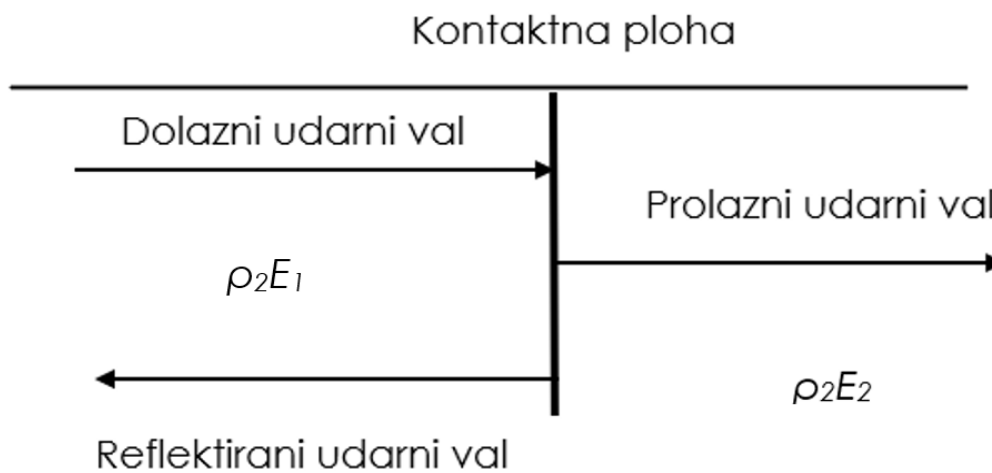 Kontaktna ploha
Dolazni udarni val
Prolazni udarni val
ρ₂E₁
ρ₂E₂
Reflektirani udarni val